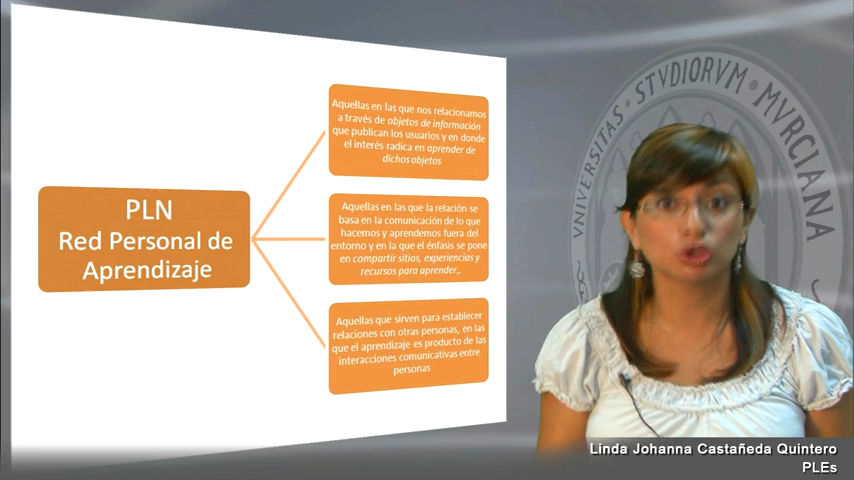 PLN
Red Personal de
Aprendizaje
Aquellas en las que nos relacionamos
a través de objetos de información
que publican los usuarios y en donde
el interés radica en aprender de
dichos objetos
Aquellas en las que la relación se
basa en la comunicación de lo que
hacemos y aprendemos fuera del
entorno y en la que el énfasis se pone
en compartir sitios, experiencias y
recursos para aprender,.
Aquellas que sirven para establecer
relaciones con otras personas, en las
que el aprendizaje es producto de las
interacciones comunicativas entre
personas
VNIVERSITAS · STVDIORVM · MVRCIANA
Linda Johanna Castañeda Quintero
PLEs